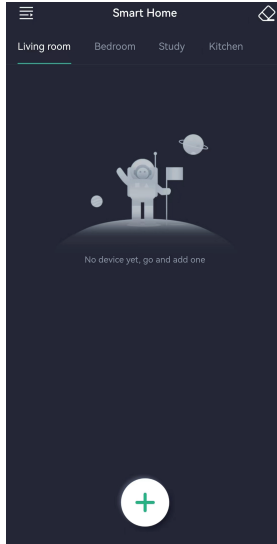 Smart Home
Living room Bedroom Study Kitchen
No device yet, go and add one